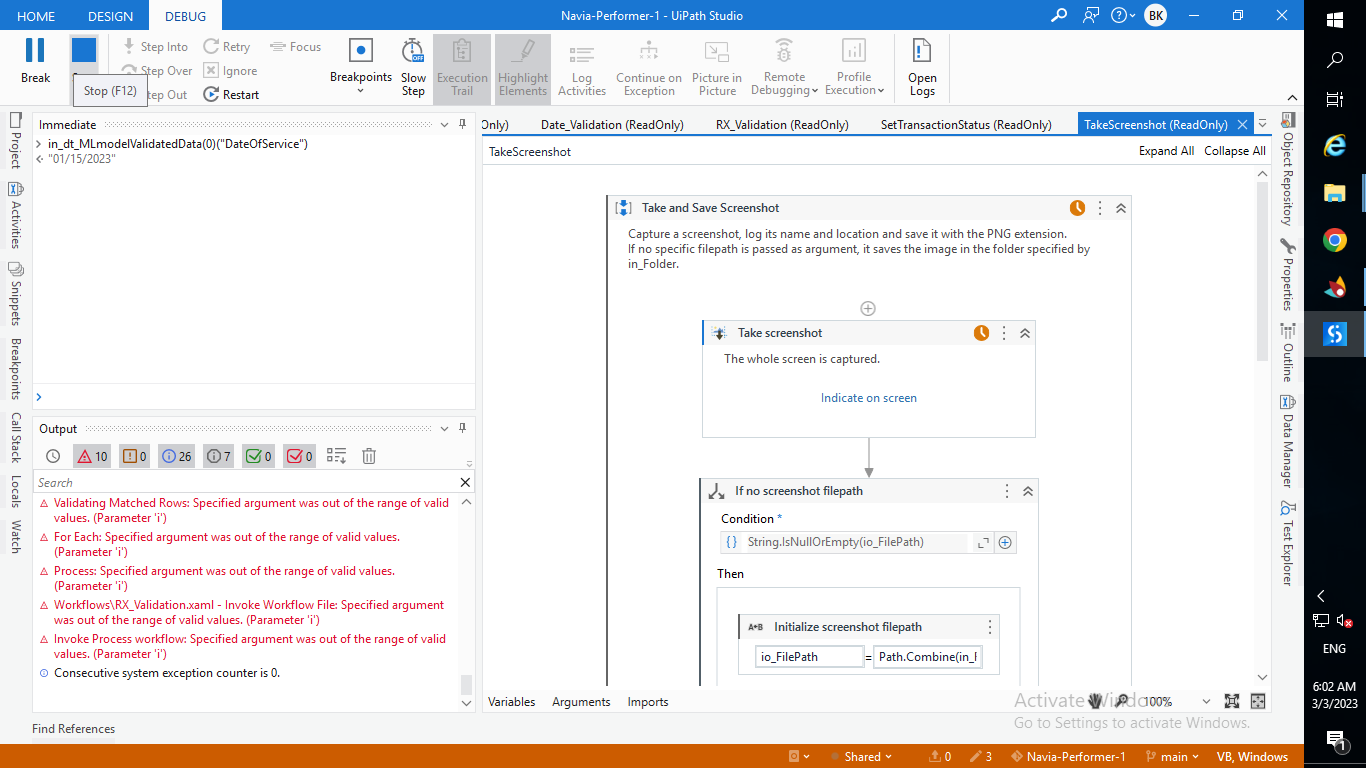 HOME DESIGN DEBUG Navia-Performer-1 - UiPath Studio BK
Break
Step Into Retry Focus
Step Over Ignore
Step Out Restart
Stop (F12)
Breakpoints
Slow Step
Execution Trail
Highlight Elements
Log Activities
Continue on Exception
Picture in Picture
Remote Debugging
Profile Execution
Open Logs
Project
Activities
Snippets
Breakpoints
Call Stack
Locals
Watch
Immediate
in_dt_MLmodelValidatedData(0)("DateOfService")
"01/15/2023"
Output
10 0 26 7 0 0
Search
Validating Matched Rows: Specified argument was out of the range of valid
values. (Parameter 'i')
For Each: Specified argument was out of the range of valid values.
(Parameter 'i')
Process: Specified argument was out of the range of valid values.
(Parameter 'i')
Workflows\RX_Validation.xaml - Invoke Workflow File: Specified argument
was out of the range of valid values. (Parameter 'i')
Invoke Process workflow: Specified argument was out of the range of valid
values. (Parameter 'i')
Consecutive system exception counter is 0.
Find References
Only) Date_Validation (ReadOnly) RX_Validation (ReadOnly) SetTransactionStatus (ReadOnly) TakeScreenshot (ReadOnly)
TakeScreenshot Expand All Collapse All
Take and Save Screenshot
Capture a screenshot, log its name and location and save it with the PNG extension.
If no specific filepath is passed as argument, it saves the image in the folder specified by
in_Folder.
Take screenshot
The whole screen is captured.
Indicate on screen
If no screenshot filepath
Condition *
String.IsNullOrEmpty(io_FilePath)
Then
A+B Initialize screenshot filepath
io_FilePath = Path.Combine(in_F
Variables Arguments Imports 100%
Activate Windows
Go to Settings to activate Windows.
Object Repository
Properties
Outline
Data Manager
Test Explorer
Shared 0 3 Navia-Performer-1 main VB, Windows
ENG
6:02 AM
3/3/2023
1